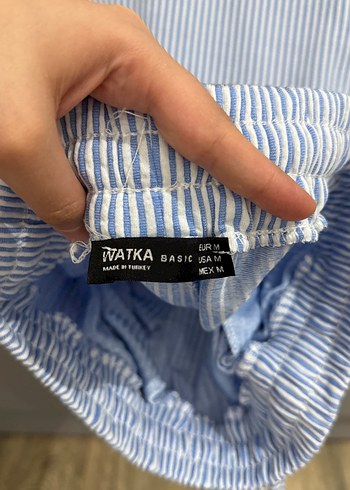 WATKA BASIC
MADE IN TURKEY
EUR M
USA M
MEX M